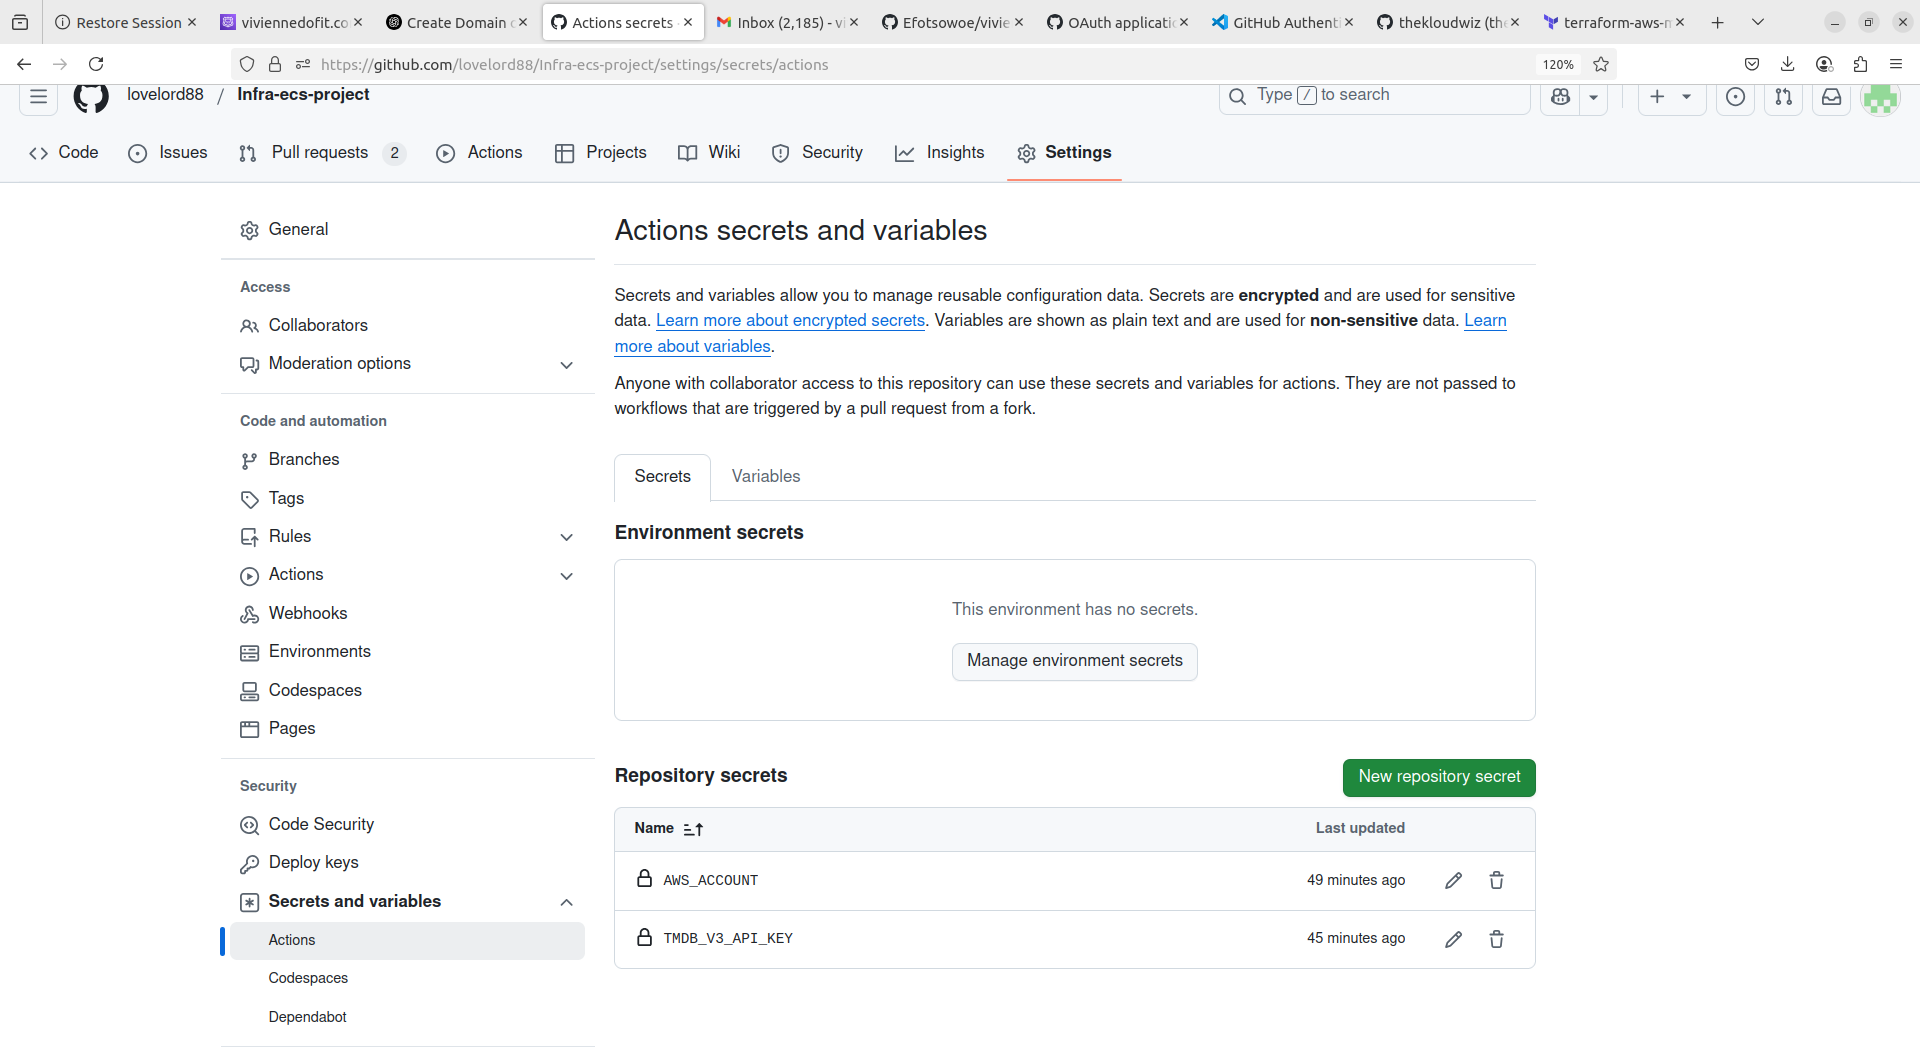 Restore Session
viviennedofit.co
Create Domain
Actions secrets
Inbox (2,185) - vi
Efotsowoe/vivie
OAuth applicati
GitHub Authenti
thekloudwiz (the
terraform-aws-m
https://github.com/lovelord88/Infra-ecs-project/settings/secrets/actions
120%
lovelord88 / Infra-ecs-project
Type / to search
Code
Issues
Pull requests 2
Actions
Projects
Wiki
Security
Insights
Settings
General
Access
Collaborators
Moderation options
Code and automation
Branches
Tags
Rules
Actions
Webhooks
Environments
Codespaces
Pages
Security
Code Security
Deploy keys
Secrets and variables
Actions
Codespaces
Dependabot
Actions secrets and variables
Secrets and variables allow you to manage reusable configuration data. Secrets are encrypted and are used for sensitive
data. Learn more about encrypted secrets. Variables are shown as plain text and are used for non-sensitive data. Learn
more about variables.
Anyone with collaborator access to this repository can use these secrets and variables for actions. They are not passed to
workflows that are triggered by a pull request from a fork.
Secrets
Variables
Environment secrets
This environment has no secrets.
Manage environment secrets
Repository secrets
New repository secret
Name
Last updated
AWS_ACCOUNT
49 minutes ago
TMDB_V3_API_KEY
45 minutes ago